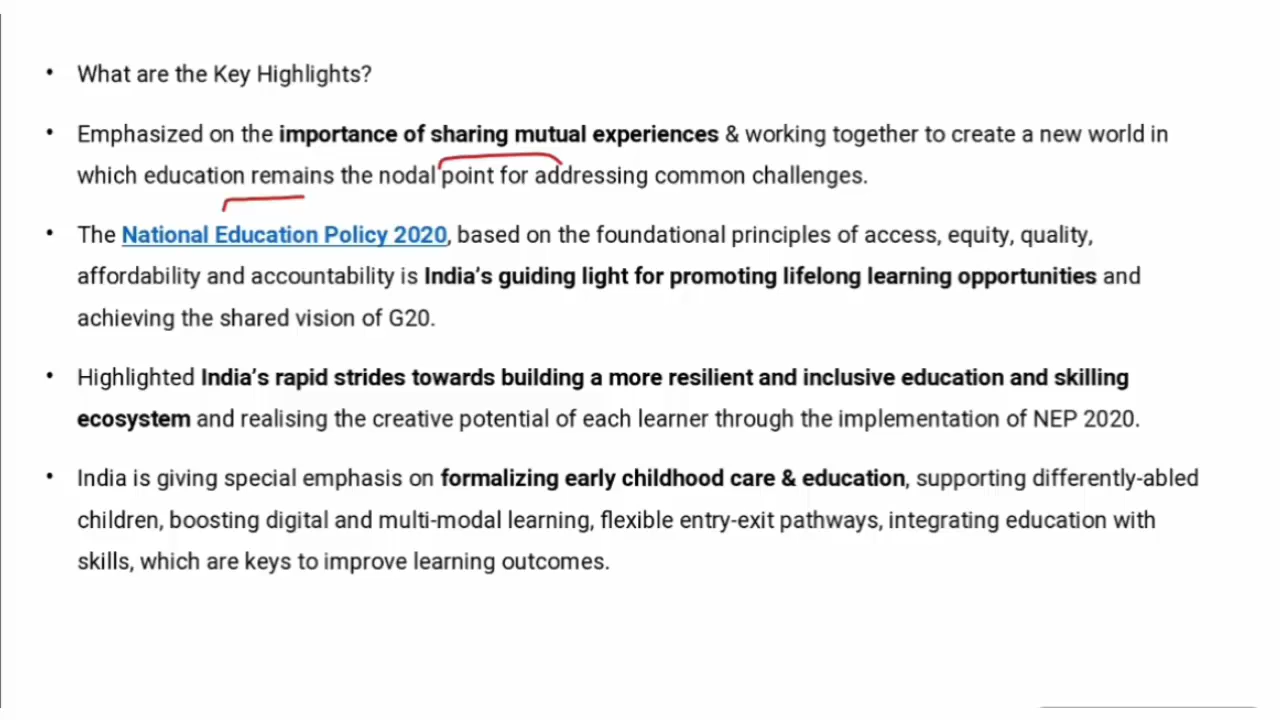 • What are the Key Highlights?
• Emphasized on the importance of sharing mutual experiences & working together to create a new world in
which education remains the nodal point for addressing common challenges.
• The National Education Policy 2020, based on the foundational principles of access, equity, quality,
affordability and accountability is India's guiding light for promoting lifelong learning opportunities and
achieving the shared vision of G20.
• Highlighted India's rapid strides towards building a more resilient and inclusive education and skilling
ecosystem and realising the creative potential of each learner through the implementation of NEP 2020.
• India is giving special emphasis on formalizing early childhood care & education, supporting differently-abled
children, boosting digital and multi-modal learning, flexible entry-exit pathways, integrating education with
skills, which are keys to improve learning outcomes.